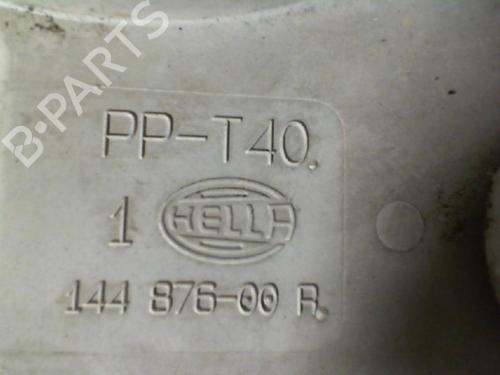 B-PARTS
PP-T40.
1 HELLA
144 876-00 R.